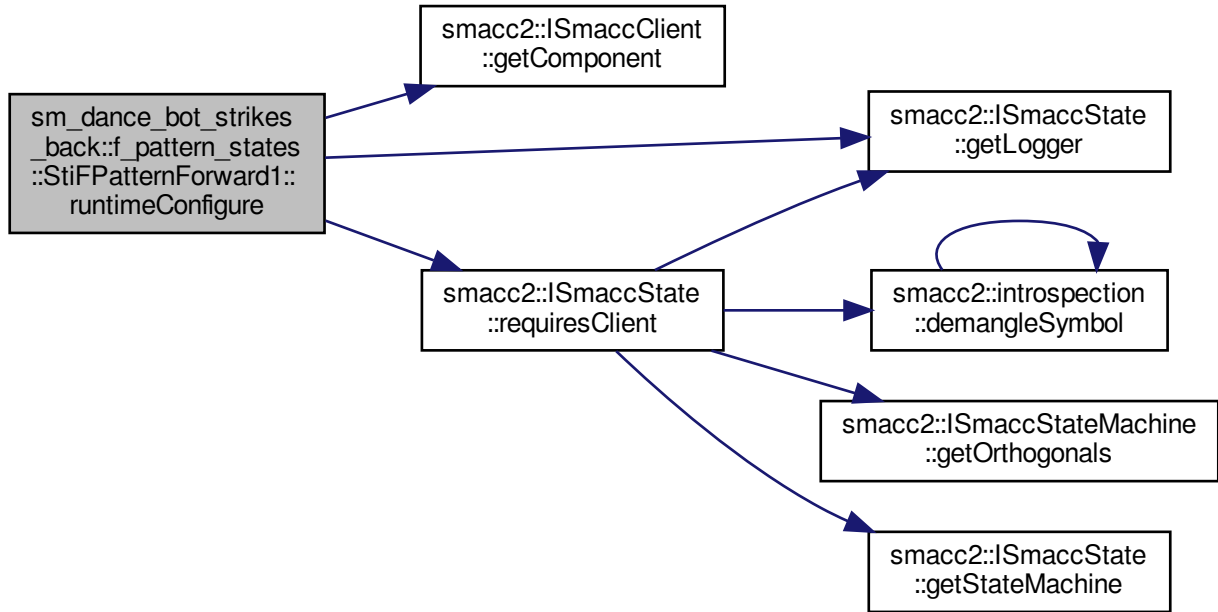 smacc2::ISmaccClient
::getComponent
sm_dance_bot_strikes
_back::f_pattern_states
::StiFPatternForward1::
runtimeConfigure
smacc2::ISmaccState
::getLogger
smacc2::ISmaccState
::requiresClient
smacc2::introspection
::demangleSymbol
smacc2::ISmaccStateMachine
::getOrthogonals
smacc2::ISmaccState
::getStateMachine